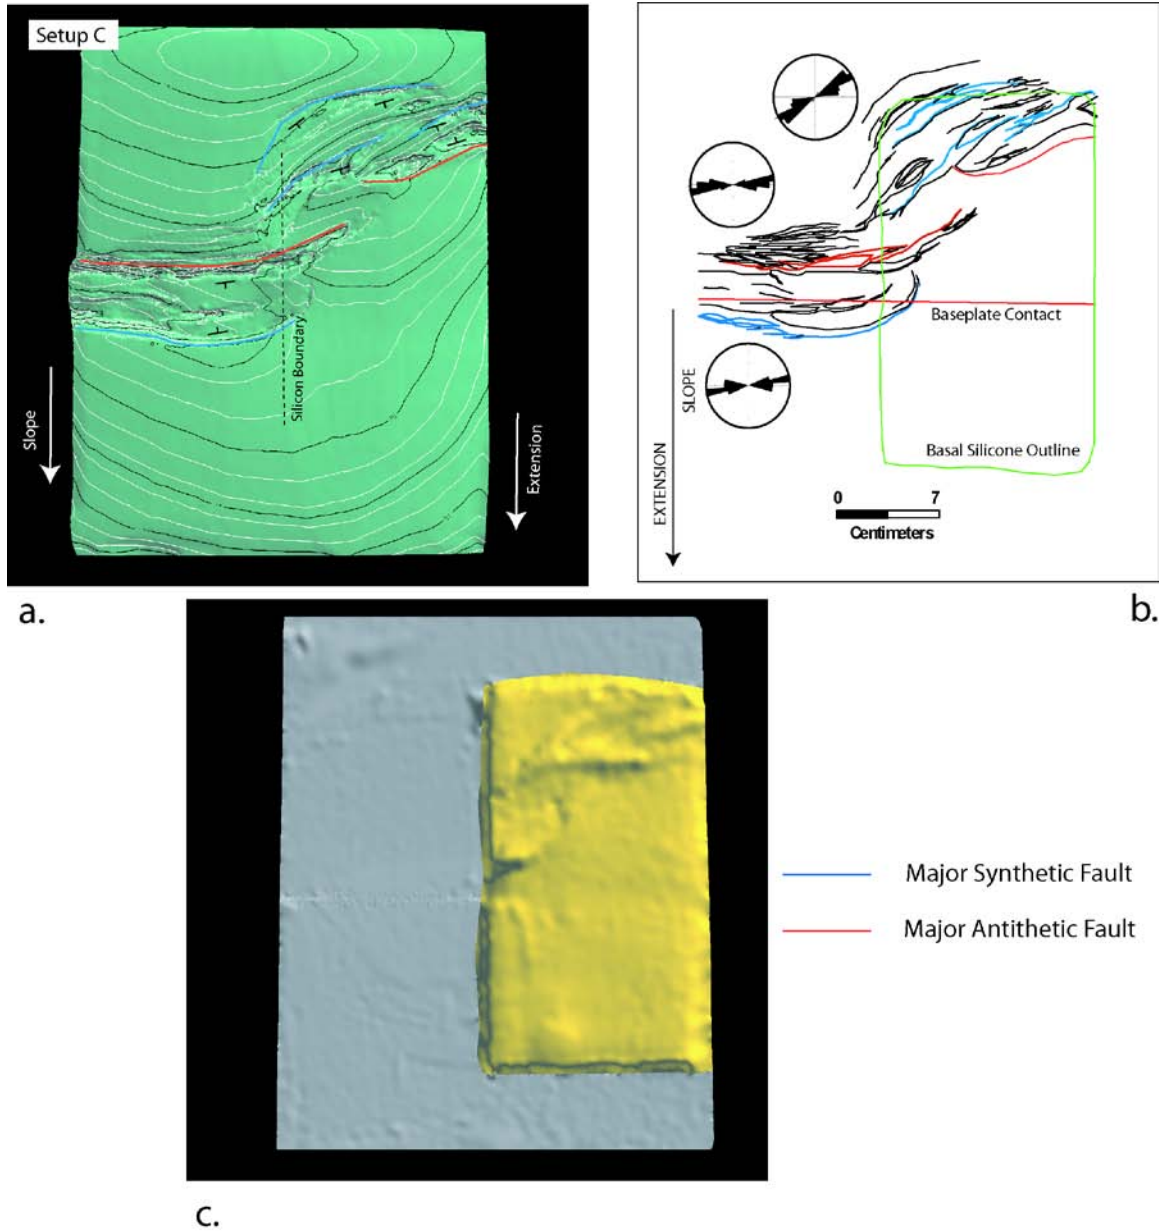 Setup C
Silicon Boundary
Slope
Extension
a.
Baseplate Contact
SLOPE
EXTENSION
Basal Silicone Outline
0 7
Centimeters
b.
Major Synthetic Fault
Major Antithetic Fault
c.